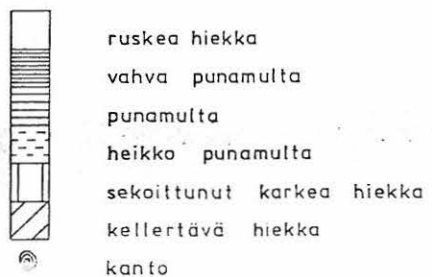 ruskea hiekka
vahva punamulta
punamulta
heikko punamulta
sekoittunut karkea hiekka
kellertävä hiekka
kanto